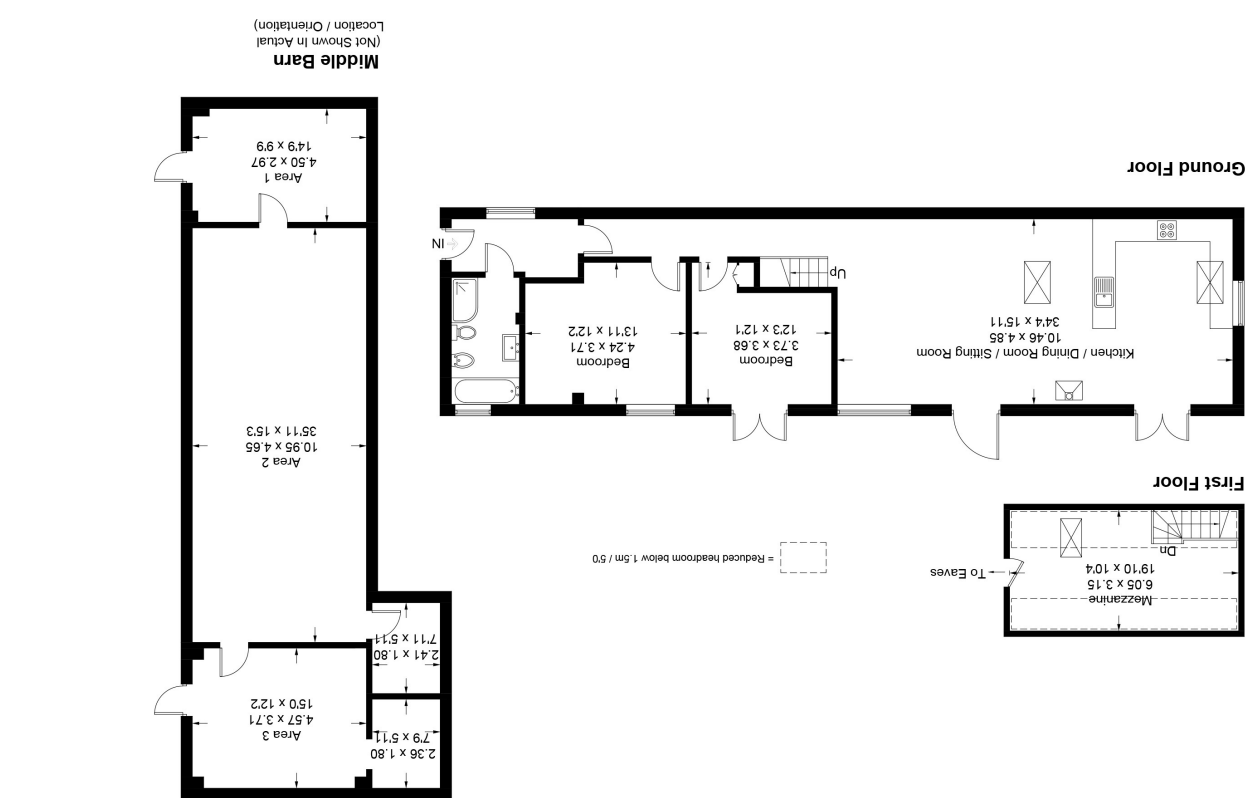 Mezzanine
6.05 x 3.15
19'10 x 10'4
To Eaves
Dn
First Floor
= Reduced headroom below 1.5m / 5'0
Kitchen / Dining Room / Sitting Room
10.46 x 4.85
34'4 x 15'11
Up
Bedroom
3.73 x 3.68
12'3 x 12'1
Bedroom
4.24 x 3.71
13'11 x 12'2
IN
Ground Floor
2.36 x 1.80
7'9 x 5'11
Area 3
4.57 x 3.71
15'0 x 12'2
2.41 x 1.80
7'11 x 5'11
Area 2
10.95 x 4.65
35'11 x 15'3
Area 1
4.50 x 2.97
14'9 x 9'9
Middle Barn
(Not Shown In Actual
Location / Orientation)